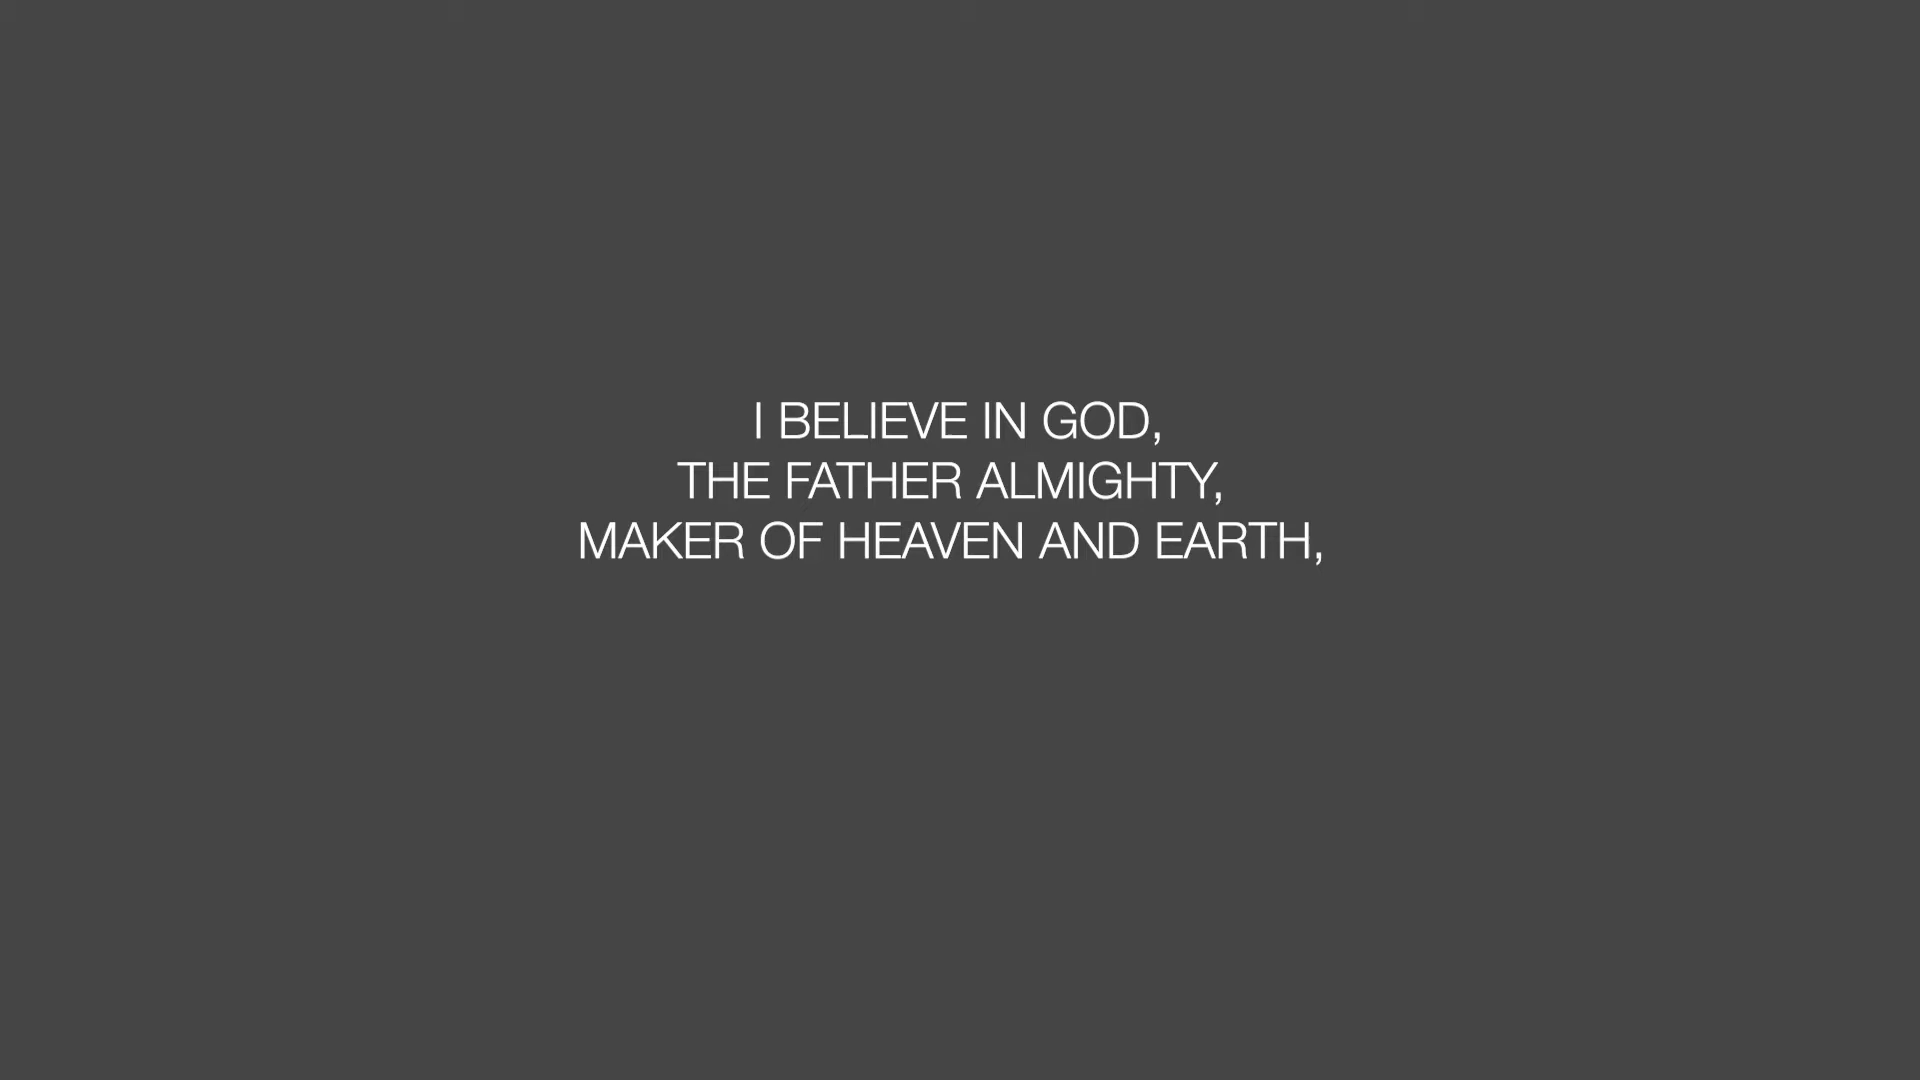 I BELIEVE IN GOD,
THE FATHER ALMIGHTY,
MAKER OF HEAVEN AND EARTH,